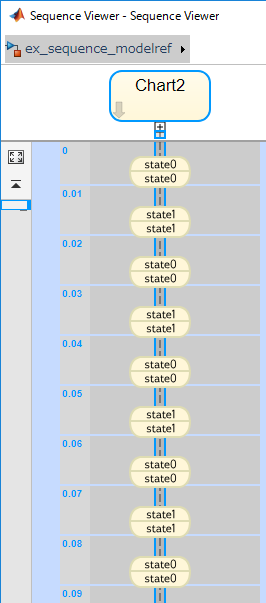 Sequence Viewer - Sequence Viewer
ex_sequence_modelref
Chart2
0
state0
state0
0.01
state1
state1
0.02
state0
state0
0.03
state1
state1
0.04
state0
state0
0.05
state1
state1
0.06
state0
state0
0.07
state1
state1
0.08
state0
state0
0.09